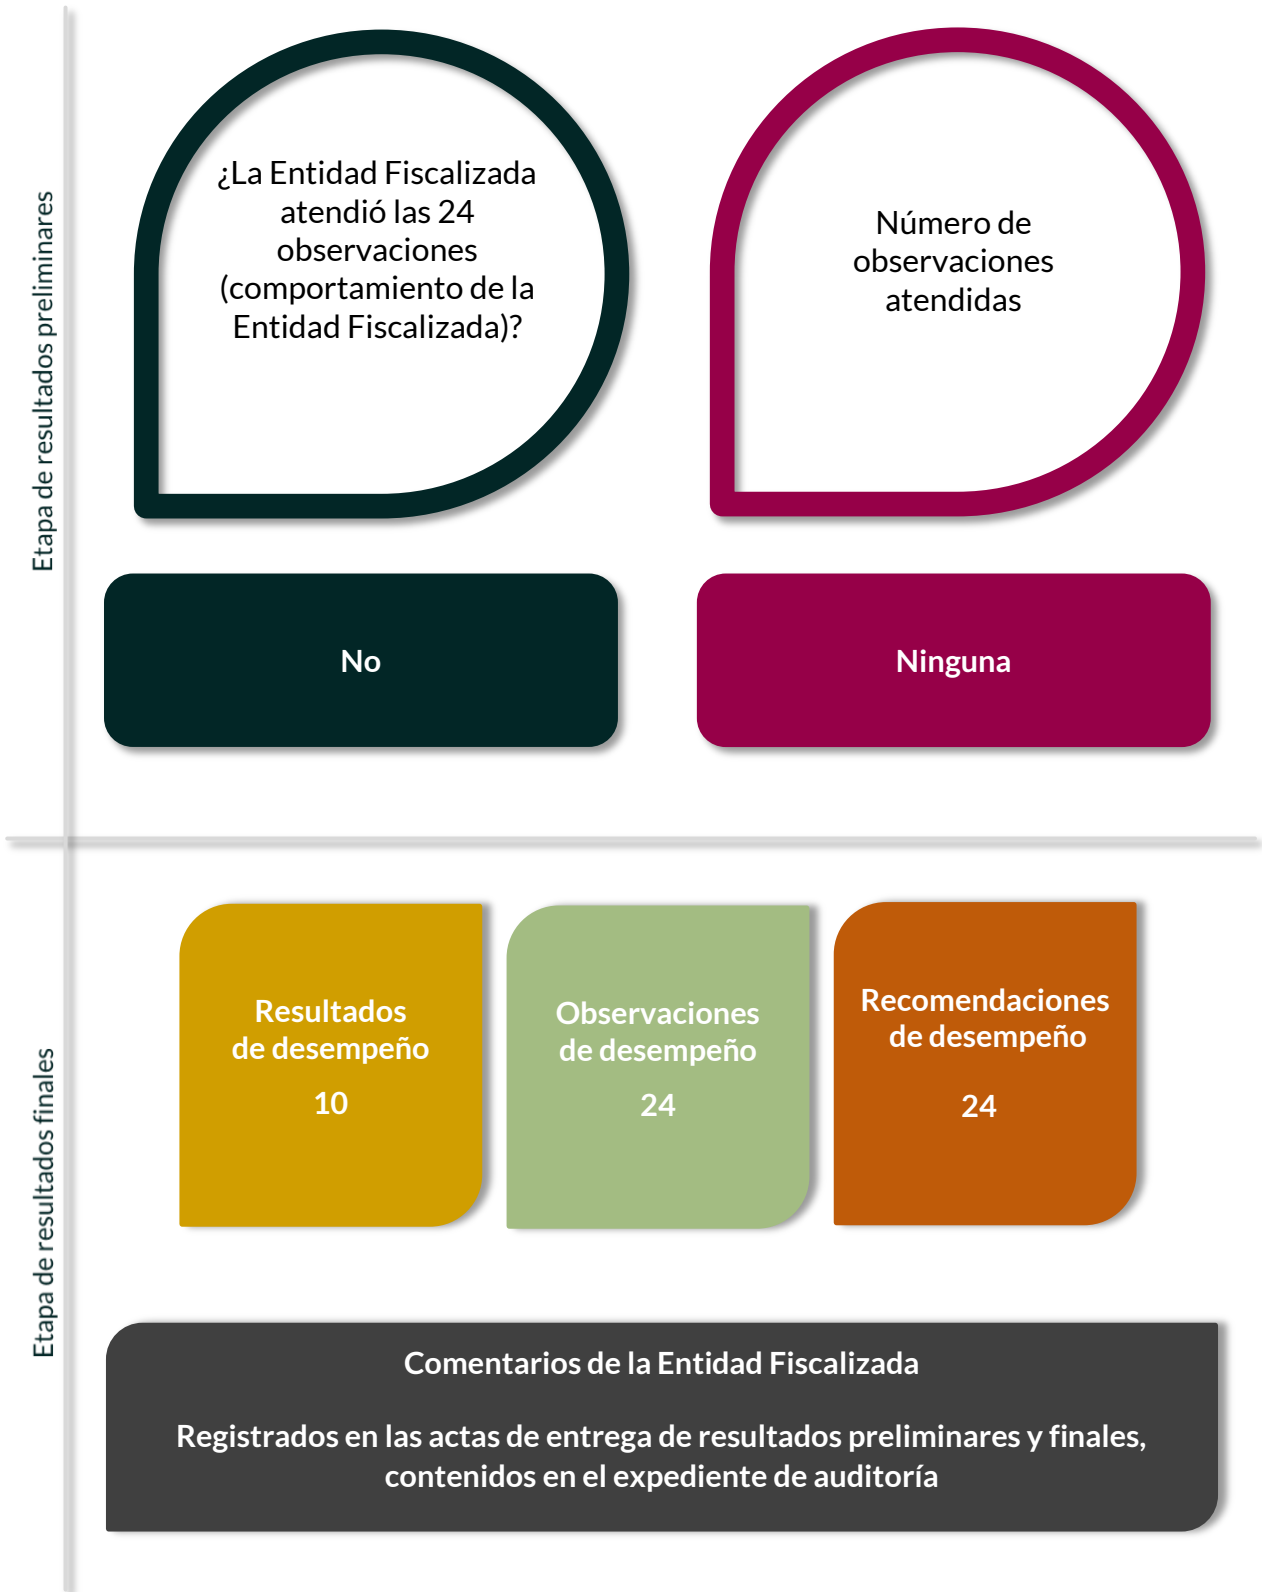 Etapa de resultados preliminares
¿La Entidad Fiscalizada
atendió las 24
observaciones
(comportamiento de la
Entidad Fiscalizada)?
Número de
observaciones
atendidas
No
Ninguna
Etapa de resultados finales
Resultados
de desempeño
10
Observaciones
de desempeño
24
Recomendaciones
de desempeño
24
Comentarios de la Entidad Fiscalizada
Registrados en las actas de entrega de resultados preliminares y finales,
contenidos en el expediente de auditoría